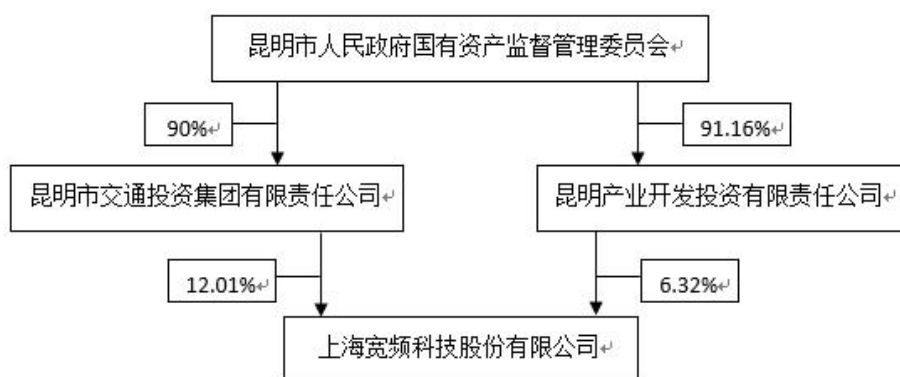 昆明市人民政府国有资产监督管理委员会
90%
91.16%
昆明市交通投资集团有限责任公司
昆明产业开发投资有限责任公司
12.01%
6.32%
上海宽频科技股份有限公司